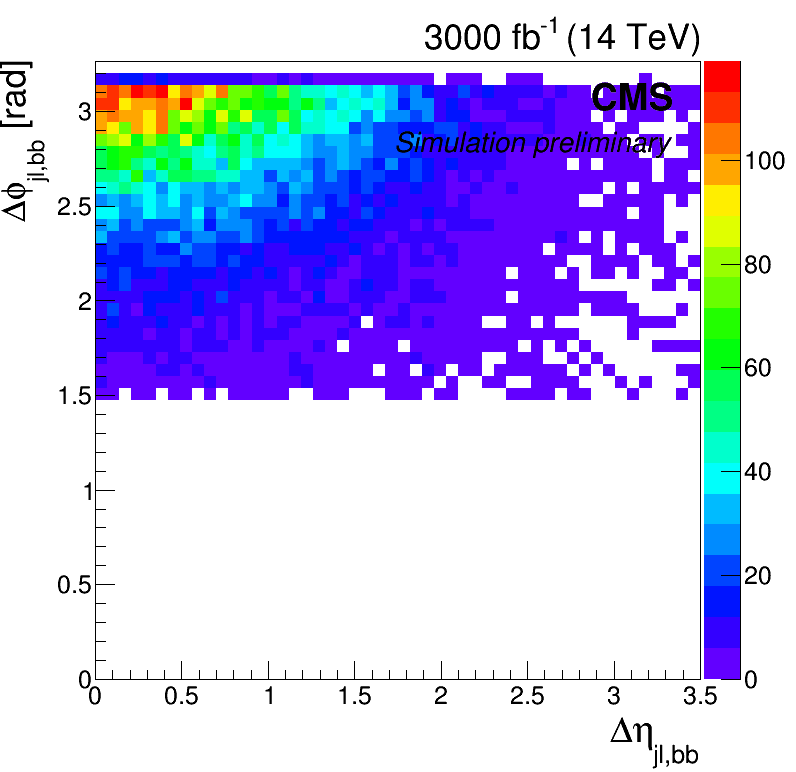 3000 fb⁻¹ (14 TeV)
CMS
Simulation preliminary
Δϕjl,bb [rad]
3
2.5
2
1.5
1
0.5
0
0 0.5 1 1.5 2 2.5 3 3.5
Δηjl,bb
100
80
60
40
20
0